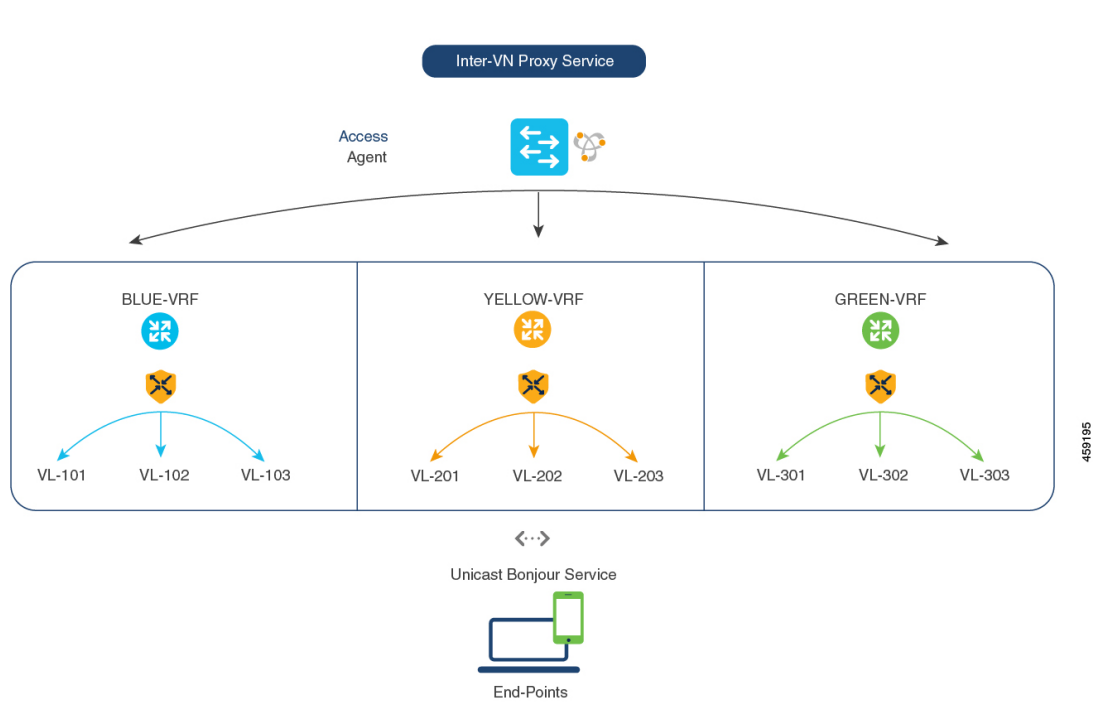 Inter-VN Proxy Service
Access
Agent
BLUE-VRF
YELLOW-VRF
GREEN-VRF
VL-101
VL-102
VL-103
VL-201
VL-202
VL-203
VL-301
VL-302
VL-303
459195
Unicast Bonjour Service
End-Points